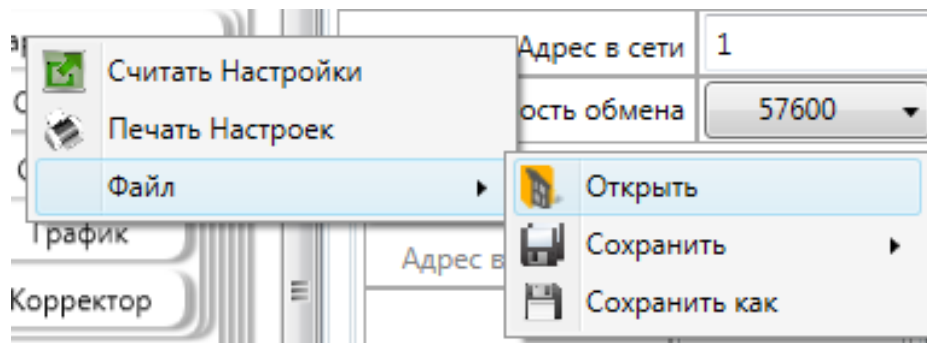 Адрес в сети 1
Считать Настройки
ость обмена 57600
Печать Настроек
Файл
Открыть
График
Сохранить
Адрес в
Корректор
Сохранить как